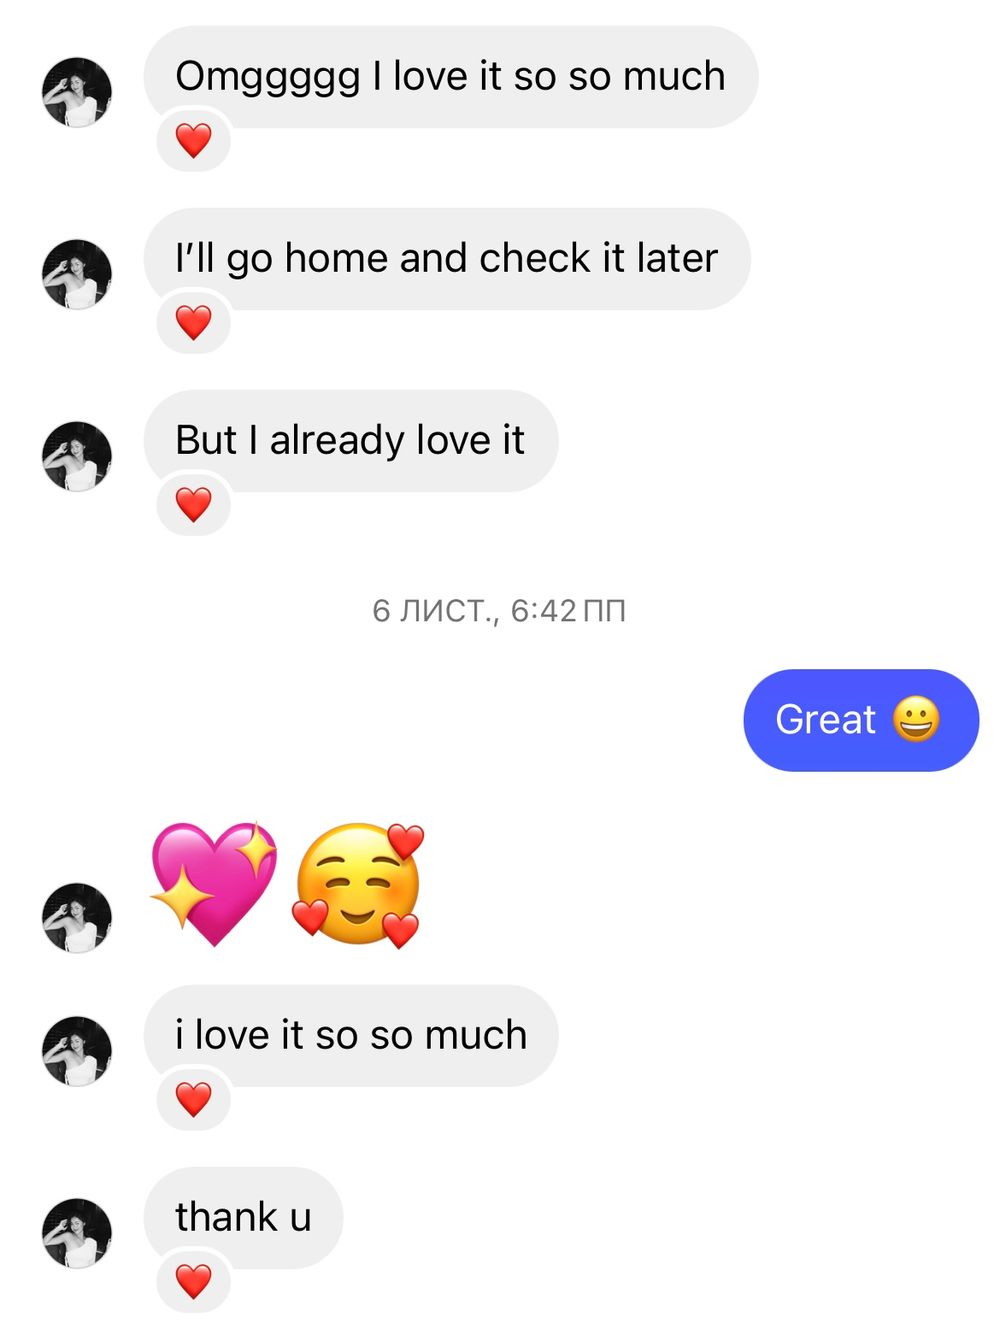 Omggggg I love it so so much
❤️
I’ll go home and check it later
❤️
But I already love it
❤️
6 ЛИСТ., 6:42 ПП
Great 😀
💖🥰
i love it so so much
❤️
thank u
❤️